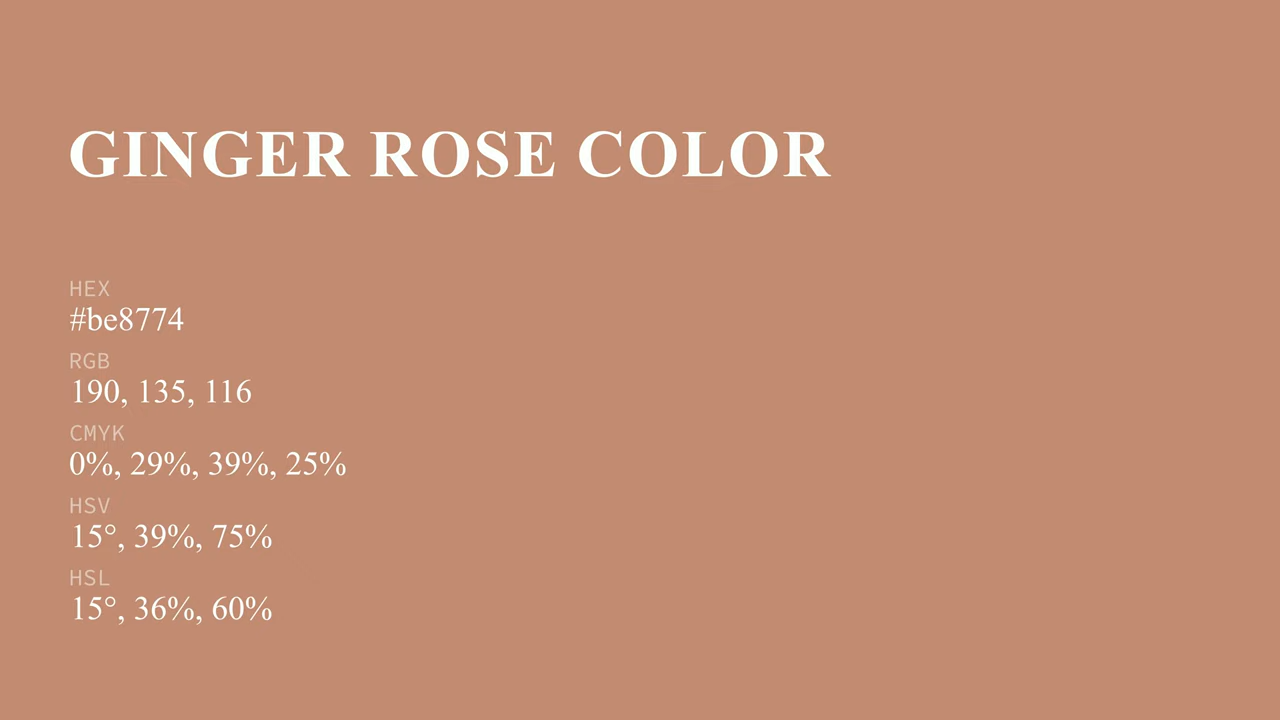 GINGER ROSE COLOR
HEX
#be8774
RGB
190, 135, 116
CMYK
0%, 29%, 39%, 25%
HSV
15°, 39%, 75%
HSL
15°, 36%, 60%